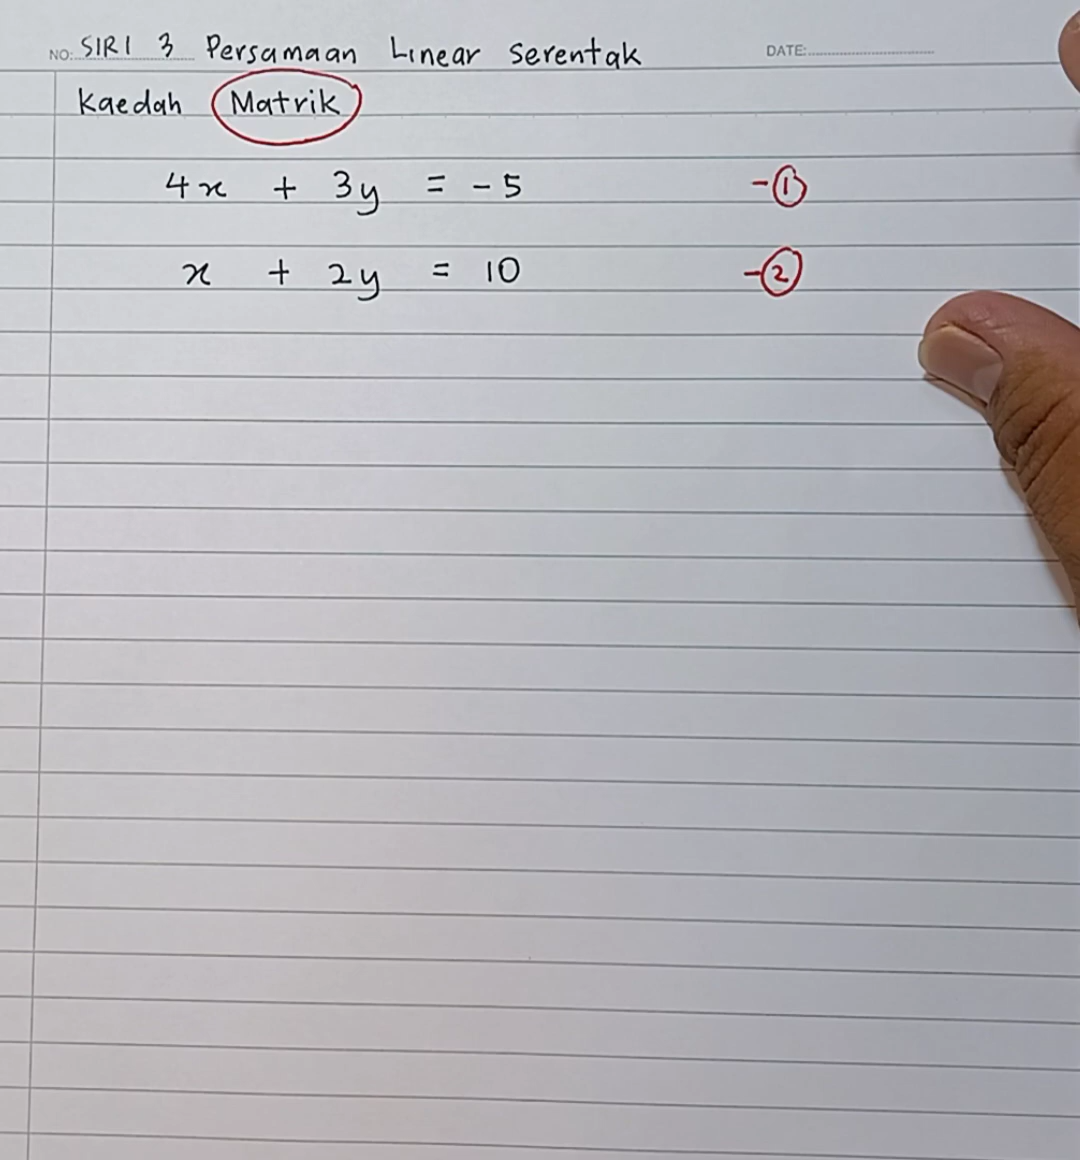 NO: SIRI 3 Persamaan Linear Serentak DATE:
Kaedah Matrik
4x + 3y = -5 -①
x + 2y = 10 -②